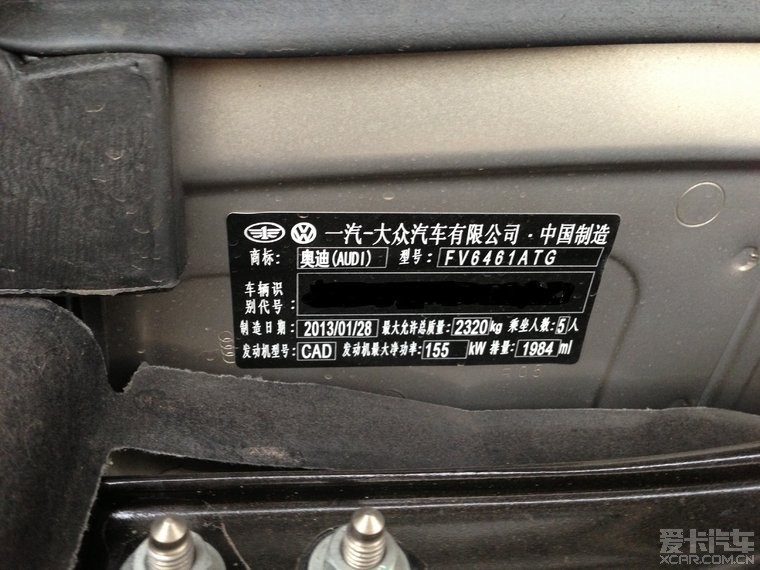 一汽-大众汽车有限公司·中国制造
商标: 奥迪(AUDI) 型号: FV6461ATG
车辆识
别代号:
制造日期: 2013/01/28 最大允许总质量: 2320kg 乘坐人数: 5人
发动机型号: CAD 发动机最大净功率: 155 kW 排量: 1984 ml
爱卡汽车
XCAR.COM.CN